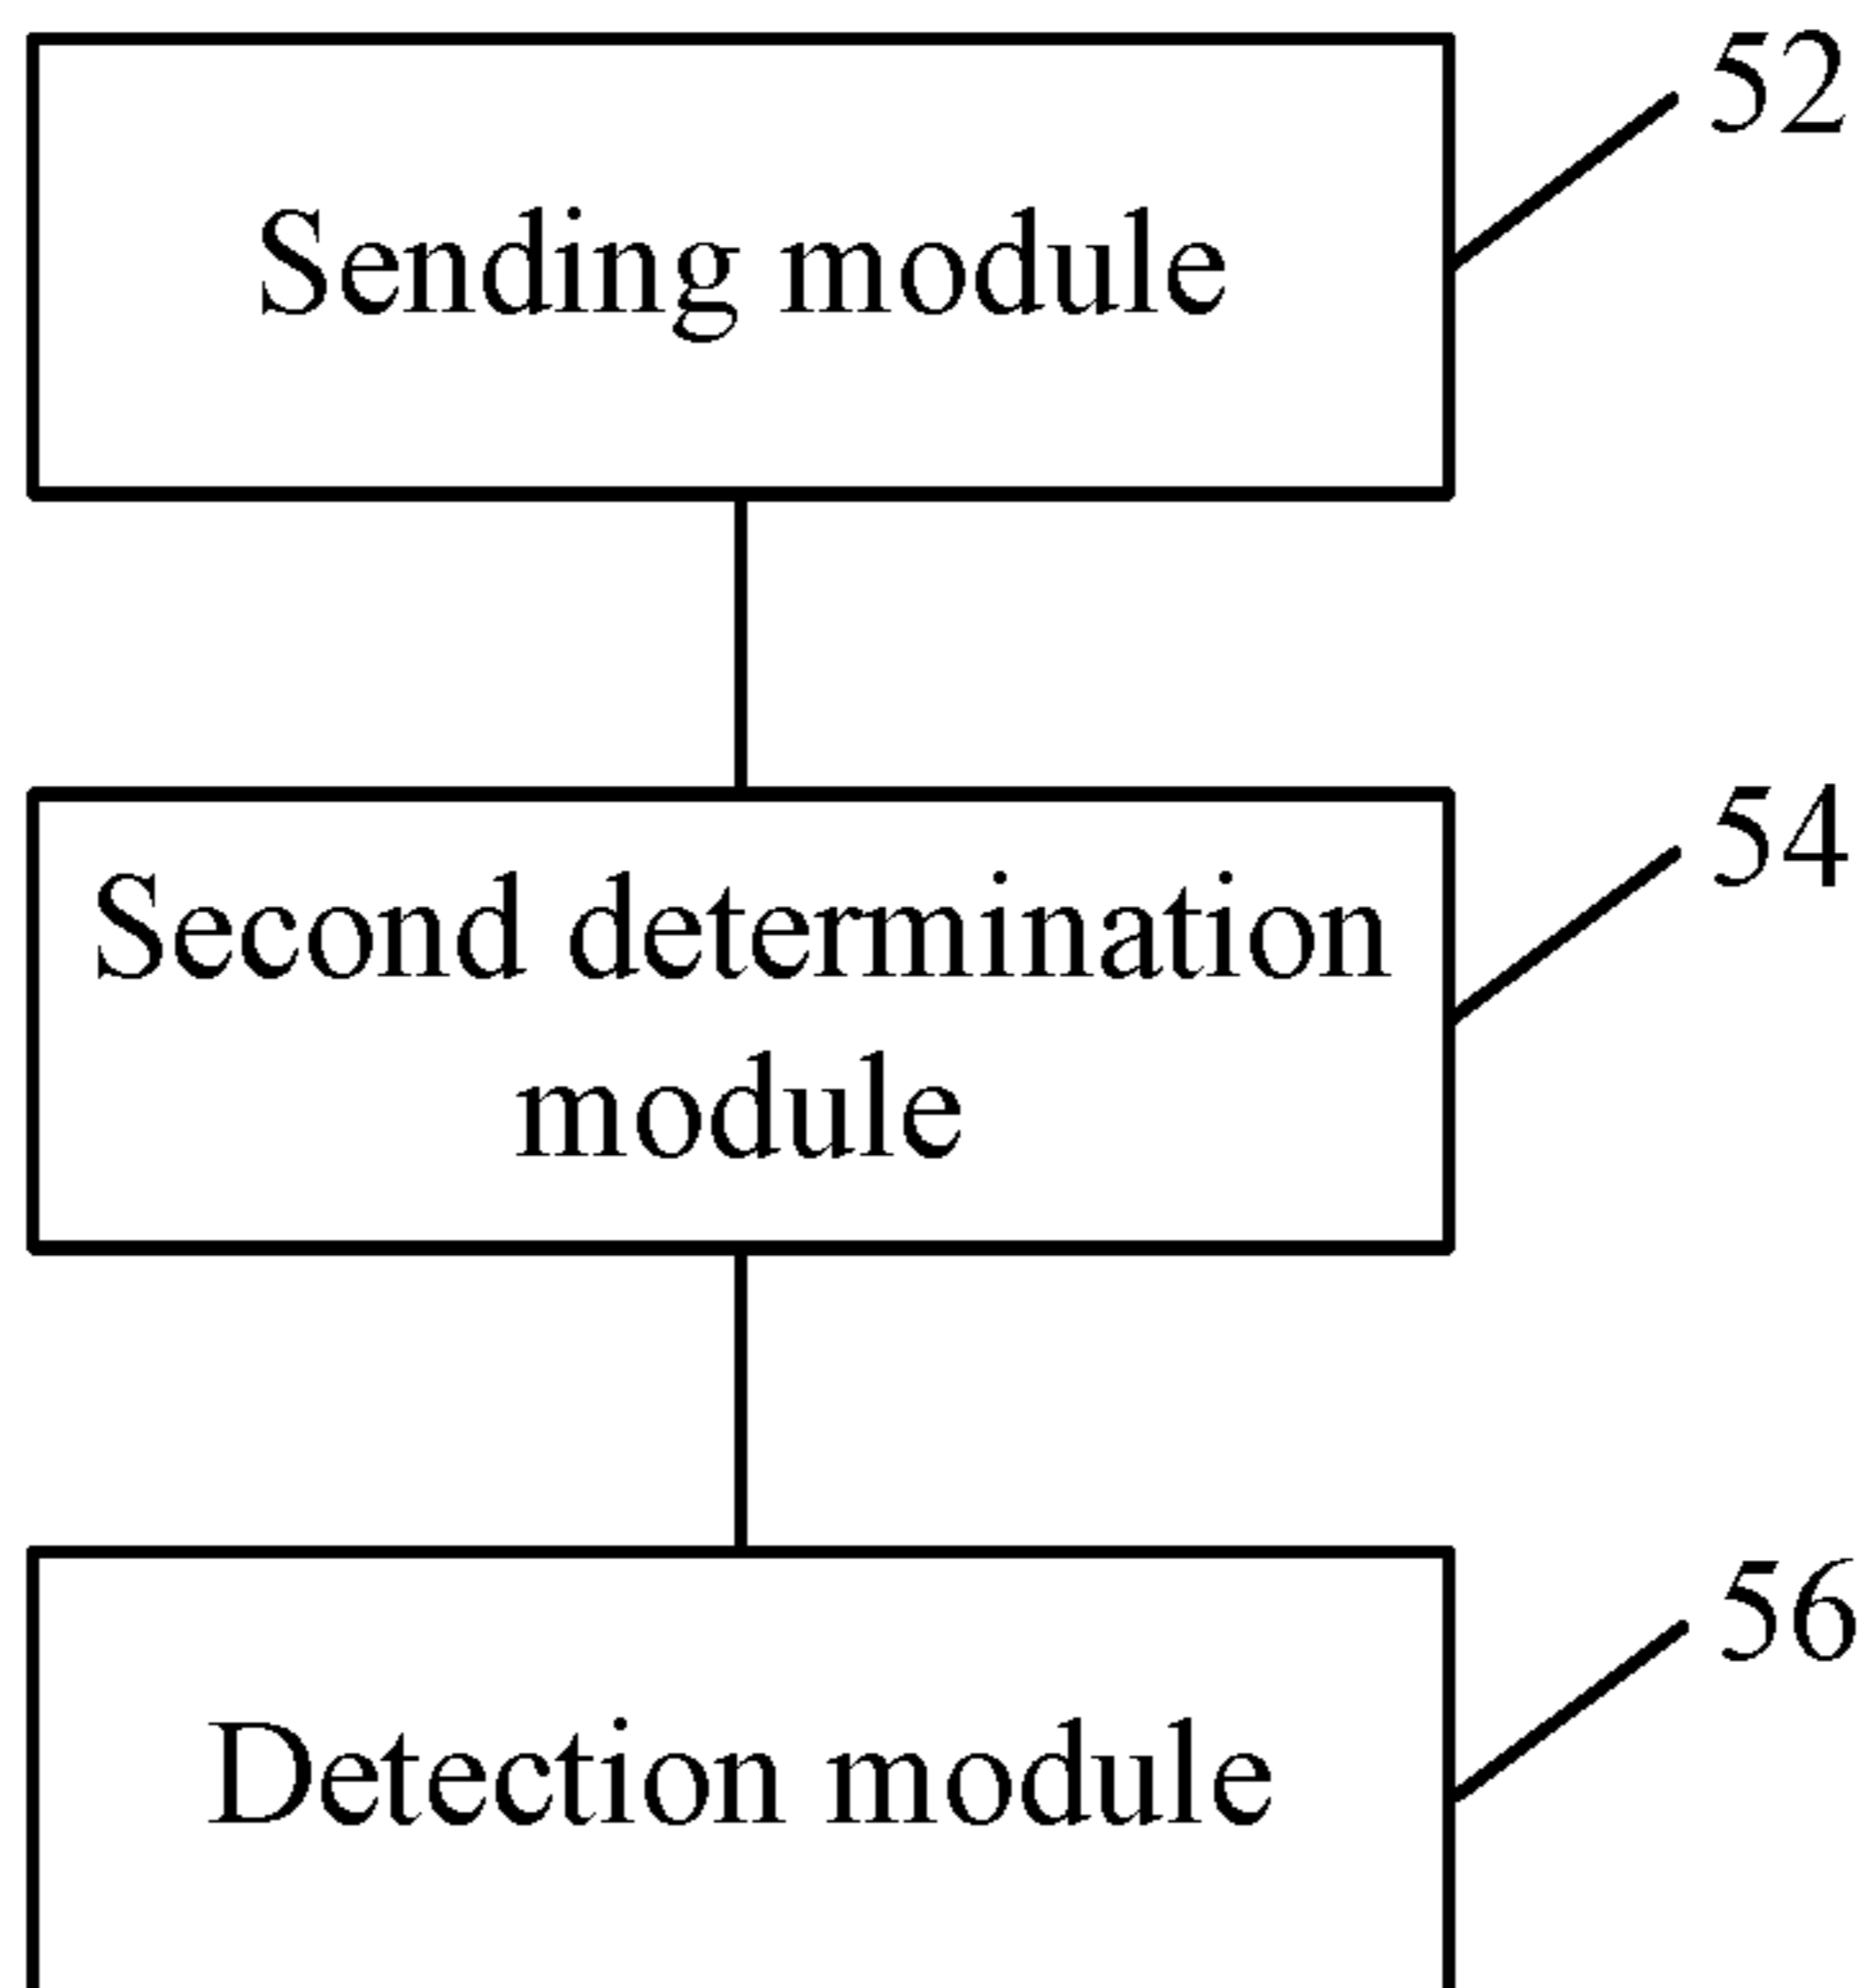 52
Sending module
54
Second determination
module
56
Detection module